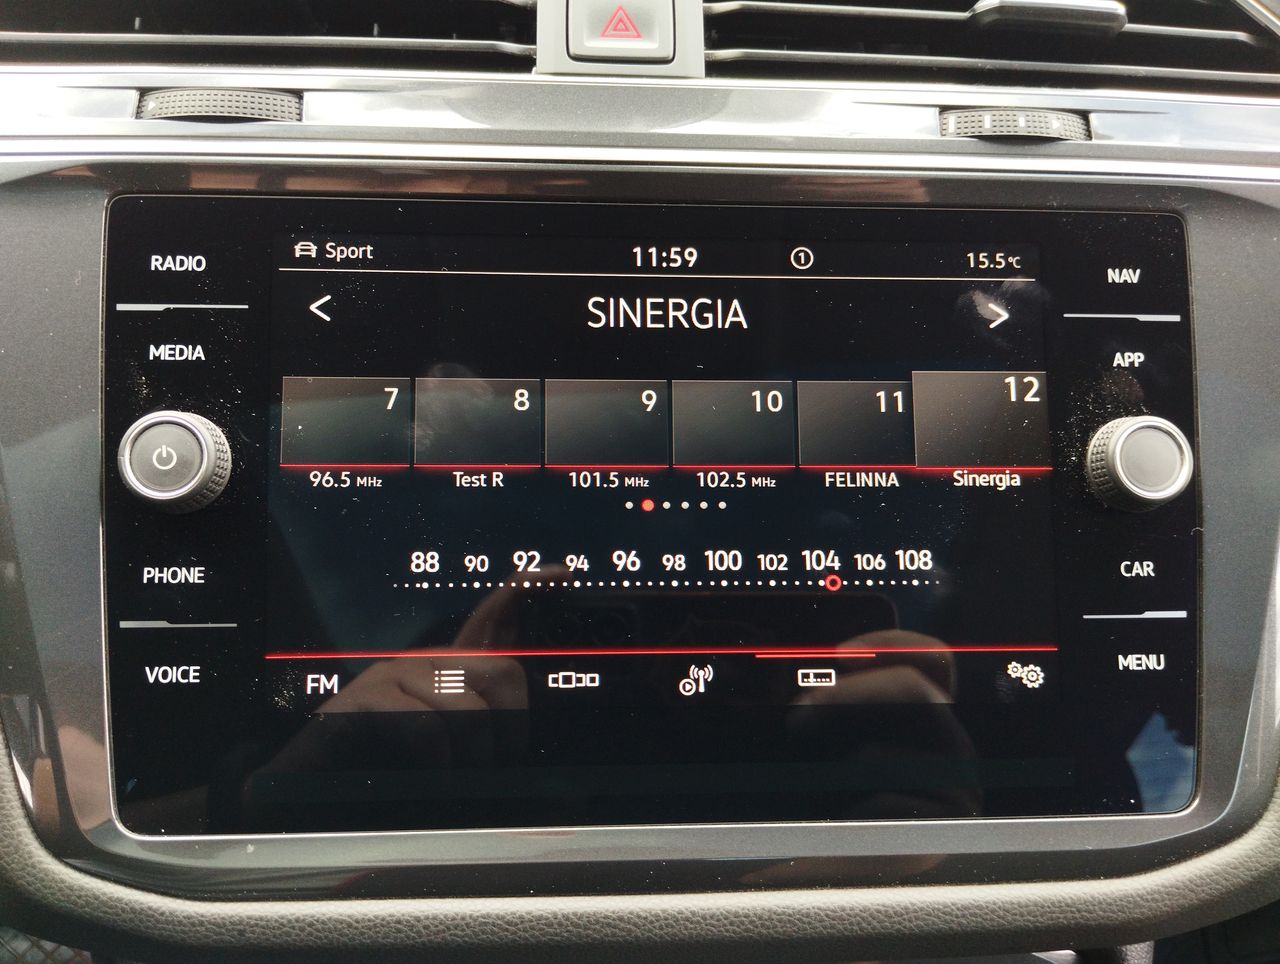 RADIO
MEDIA
PHONE
VOICE
Sport 11:59 1 15.5°C
< SINERGIA >
7 8 9 10 11 12
96.5 MHz Test R 101.5 MHz 102.5 MHz FELINNA Sinergia
88 90 92 94 96 98 100 102 104 106 108
FM
NAV
APP
CAR
MENU